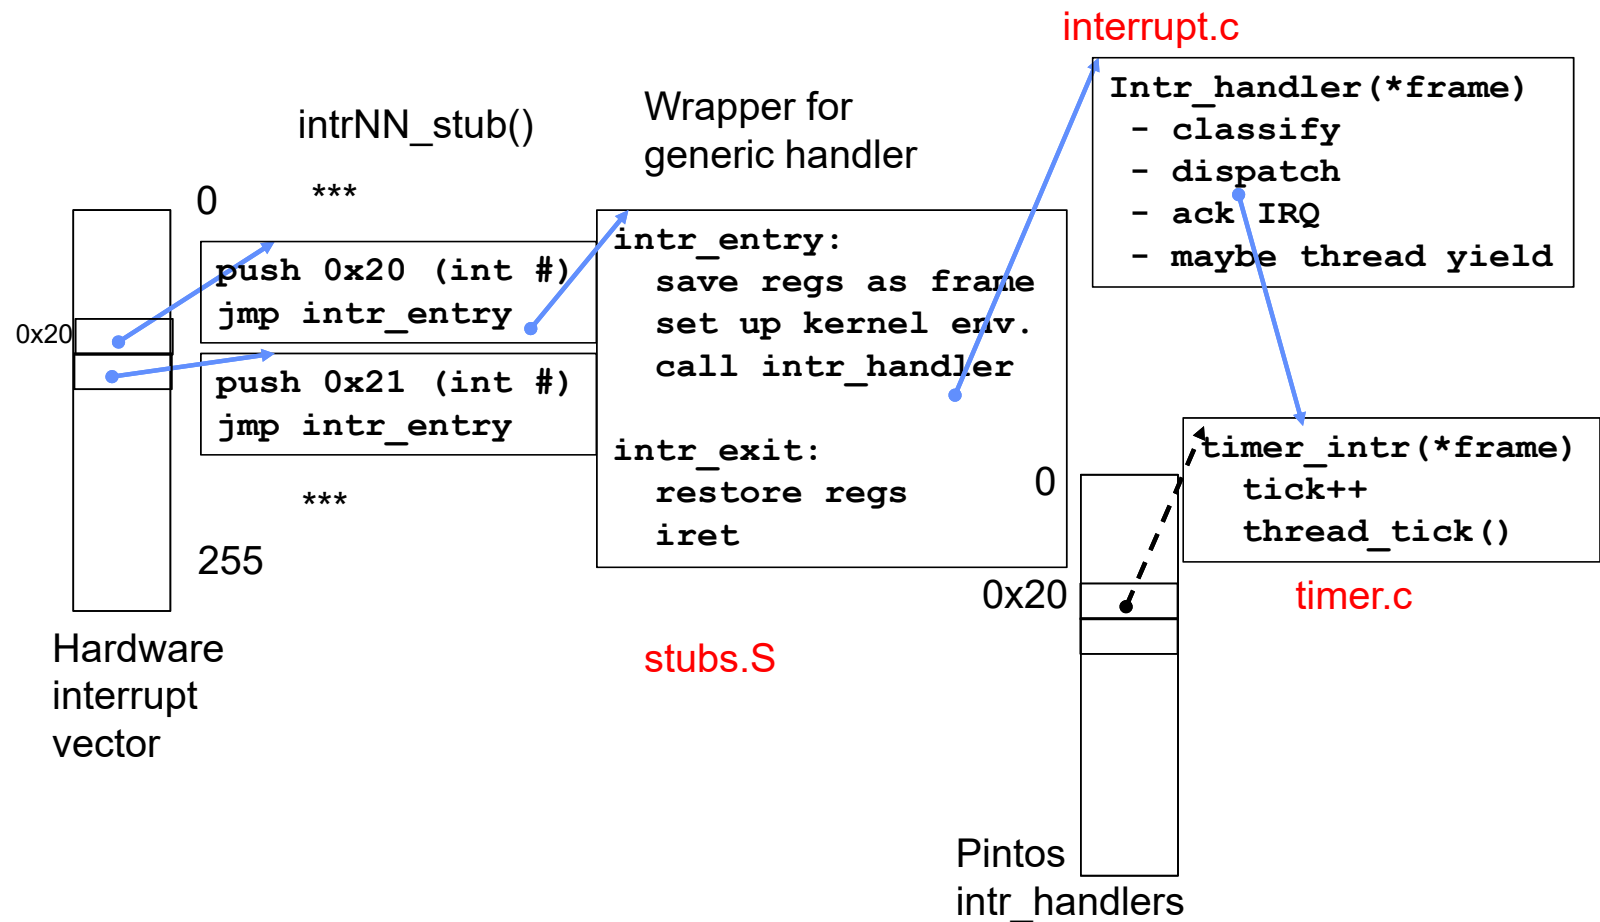 interrupt.c
Intr_handler(*frame)
- classify
- dispatch
- ack IRQ
- maybe thread yield
Wrapper for
generic handler
intrNN_stub()
0
***
push 0x20 (int #)
jmp intr_entry
0x20
push 0x21 (int #)
jmp intr_entry
***
255
intr_entry:
save regs as frame
set up kernel env.
call intr_handler
intr_exit:
restore regs
iret
timer_intr(*frame)
tick++
thread_tick()
timer.c
0
0x20
stubs.S
Hardware
interrupt
vector
Pintos
intr_handlers